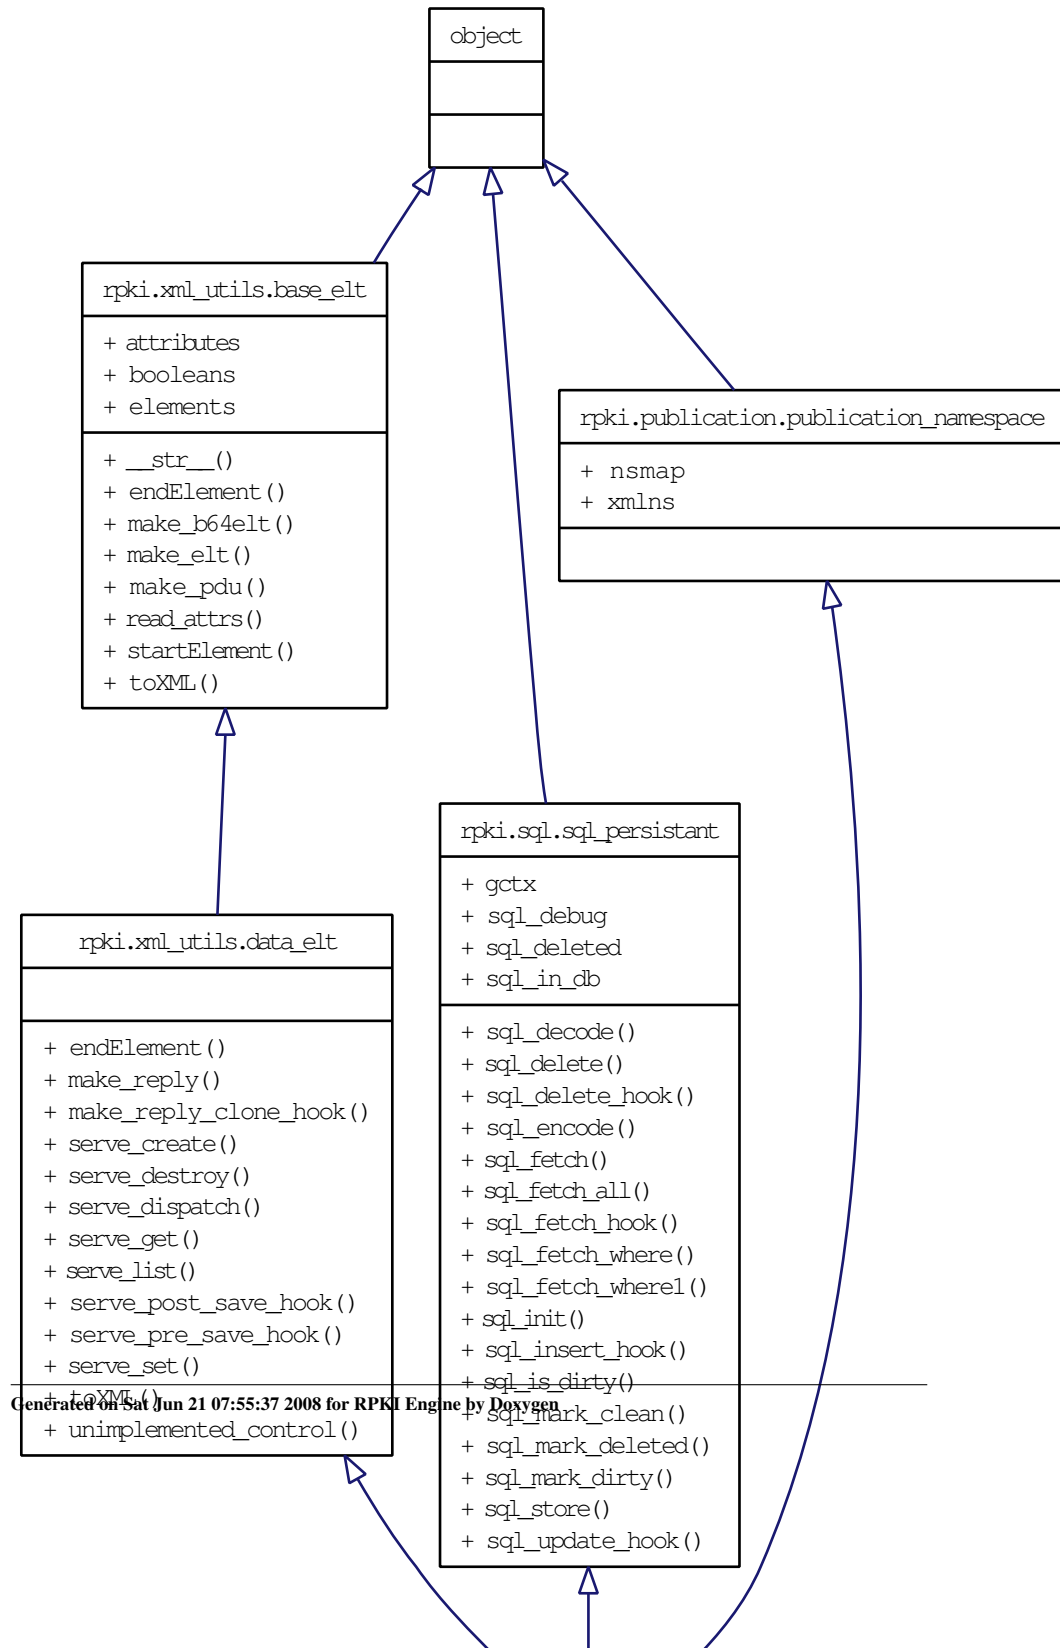 object
rpki.xml_utils.base_elt
+ attributes
+ booleans
+ elements
+ __str__()
+ endElement()
+ make_b64elt()
+ make_elt()
+ make_pdu()
+ read_attrs()
+ startElement()
+ toXML()
rpki.publication.publication_namespace
+ nsmap
+ xmlns
rpki.sql.sql_persistant
+ gctx
+ sql_debug
+ sql_deleted
+ sql_in_db
+ sql_decode()
+ sql_delete()
+ sql_delete_hook()
+ sql_encode()
+ sql_fetch()
+ sql_fetch_all()
+ sql_fetch_hook()
+ sql_fetch_where()
+ sql_fetch_where1()
+ sql_init()
+ sql_insert_hook()
+ sql_is_dirty()
+ sql_mark_clean()
+ sql_mark_deleted()
+ sql_mark_dirty()
+ sql_store()
+ sql_update_hook()
rpki.xml_utils.data_elt
+ endElement()
+ make_reply()
+ make_reply_clone_hook()
+ serve_create()
+ serve_destroy()
+ serve_dispatch()
+ serve_get()
+ serve_list()
+ serve_post_save_hook()
+ serve_pre_save_hook()
+ serve_set()
+ toXML()
+ unimplemented_control()
Generated on Sat Jun 21 07:55:37 2008 for RPKI Engine by Doxygen